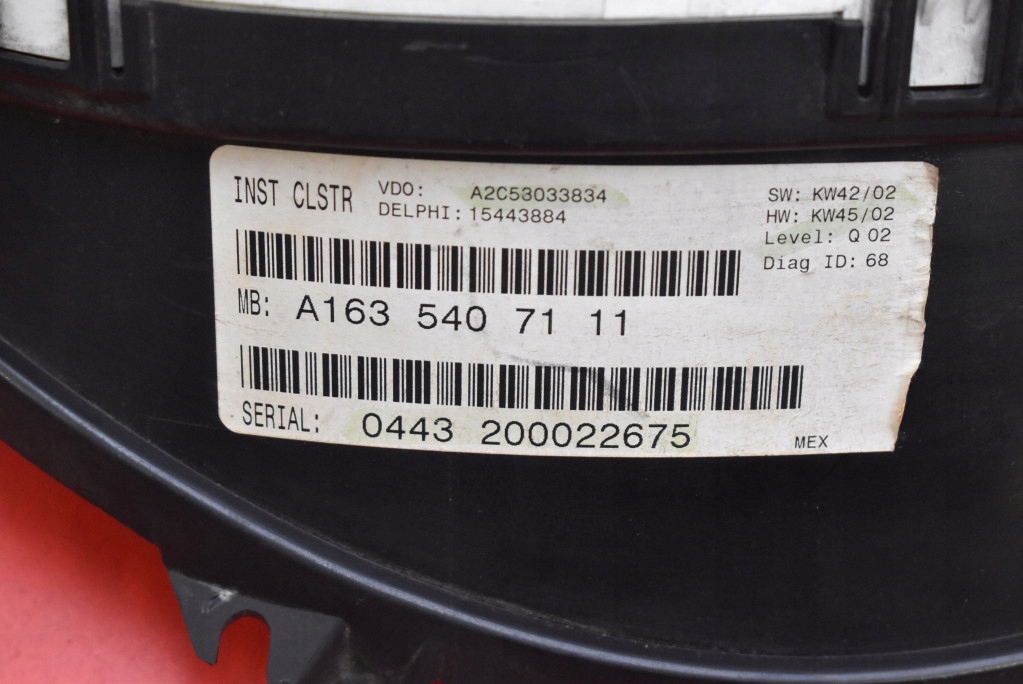 INST CLSTR
VDO: A2C53033834
DELPHI: 15443884
SW: KW42/02
HW: KW45/02
Level: Q 02
Diag ID: 68
MB: A163 540 71 11
SERIAL: 0443 200022675
MEX